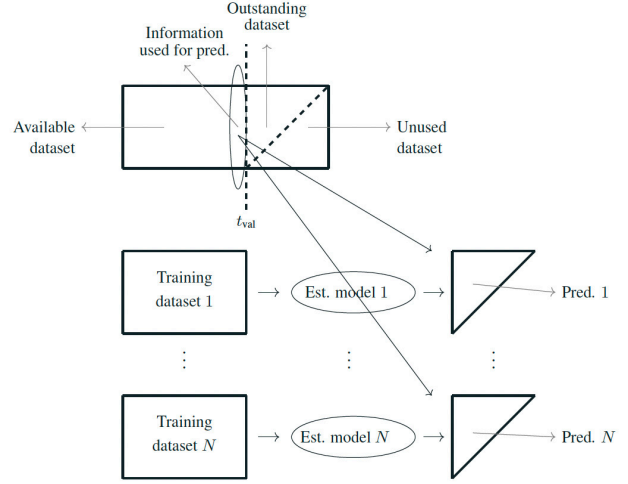 Outstanding
dataset
Information
used for pred.
Available
dataset
Unused
dataset
t_val
Training
dataset 1
Est. model 1
Pred. 1
Training
dataset N
Est. model N
Pred. N